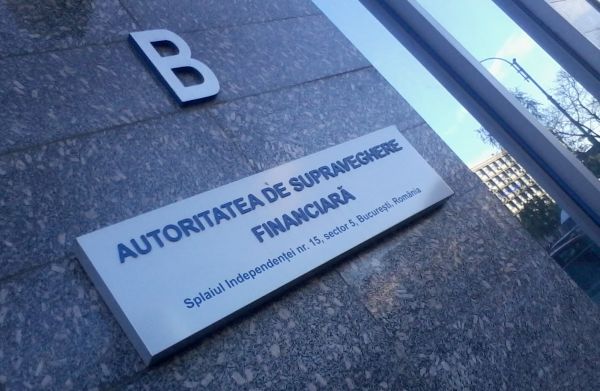 B
AUTORITATEA DE SUPRAVEGHERE
FINANCIARĂ
Splaiul Independenței nr. 15, sector 5, București, România